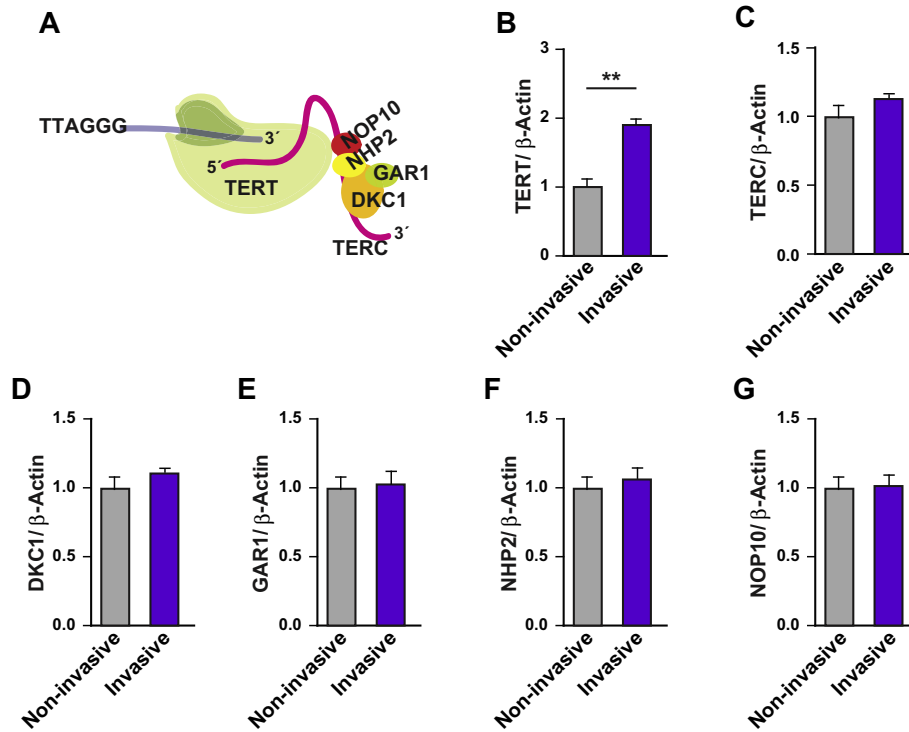 A
TTAGGG
3´
5´
TERT
NOP10
NHP2
GAR1
DKC1
TERC
3´
B
TERT/ β-Actin
3
2
1
0
**
Non-invasive
Invasive
C
TERC/ β-Actin
1.5
1.0
0.5
0.0
Non-invasive
Invasive
D
DKC1/ β-Actin
1.5
1.0
0.5
0.0
Non-invasive
Invasive
E
GAR1/ β-Actin
1.5
1.0
0.5
0.0
Non-invasive
Invasive
F
NHP2/ β-Actin
1.5
1.0
0.5
0.0
Non-invasive
Invasive
G
NOP10/ β-Actin
1.5
1.0
0.5
0.0
Non-invasive
Invasive